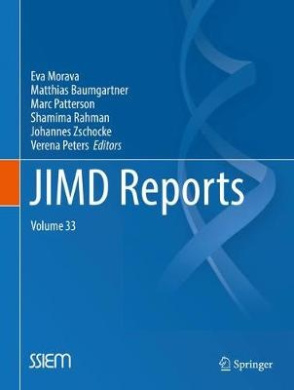 Eva Morava
Matthias Baumgartner
Marc Patterson
Shamima Rahman
Johannes Zschocke
Verena Peters Editors
JIMD Reports
Volume 33
SSIEM
Springer